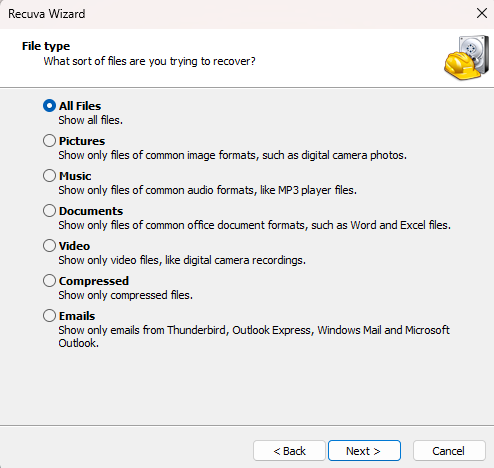 Recuva Wizard
File type
What sort of files are you trying to recover?
All Files
Show all files.
Pictures
Show only files of common image formats, such as digital camera photos.
Music
Show only files of common audio formats, like MP3 player files.
Documents
Show only files of common office document formats, such as Word and Excel files.
Video
Show only video files, like digital camera recordings.
Compressed
Show only compressed files.
Emails
Show only emails from Thunderbird, Outlook Express, Windows Mail and Microsoft
Outlook.
< Back
Next >
Cancel